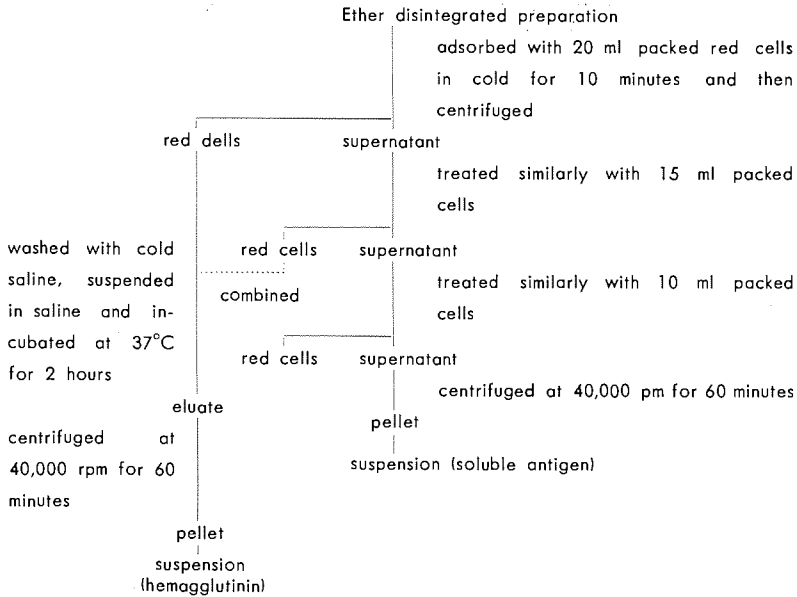 Ether disintegrated preparation
adsorbed with 20 ml packed red cells
in cold for 10 minutes and then
centrifuged
red dells
supernatant
treated similarly with 15 ml packed
cells
washed with cold
saline, suspended
in saline and in-
cubated at 37°C
for 2 hours
red cells
supernatant
combined
treated similarly with 10 ml packed
cells
red cells
supernatant
centrifuged at 40,000 pm for 60 minutes
eluate
pellet
centrifuged at
40,000 rpm for 60
minutes
suspension (soluble antigen)
pellet
suspension
(hemagglutinin)